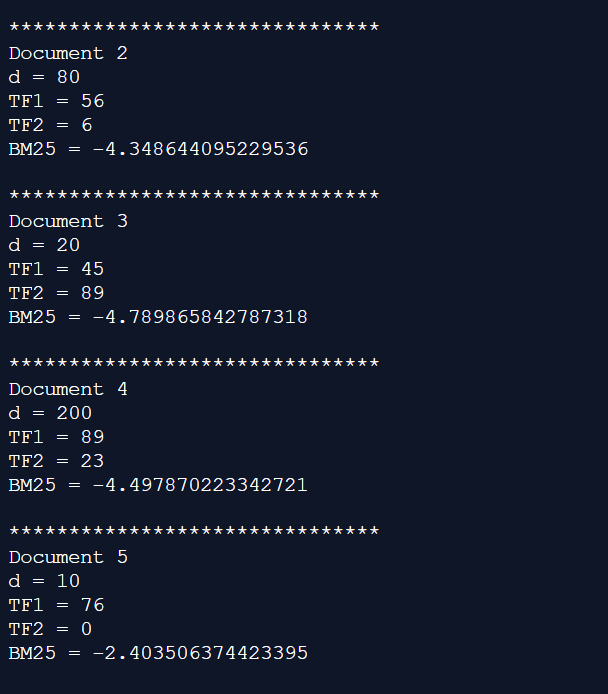 *******************************
Document 2
d = 80
TF1 = 56
TF2 = 6
BM25 = -4.348644095229536
*******************************
Document 3
d = 20
TF1 = 45
TF2 = 89
BM25 = -4.789865842787318
*******************************
Document 4
d = 200
TF1 = 89
TF2 = 23
BM25 = -4.497870223342721
*******************************
Document 5
d = 10
TF1 = 76
TF2 = 0
BM25 = -2.403506374423395